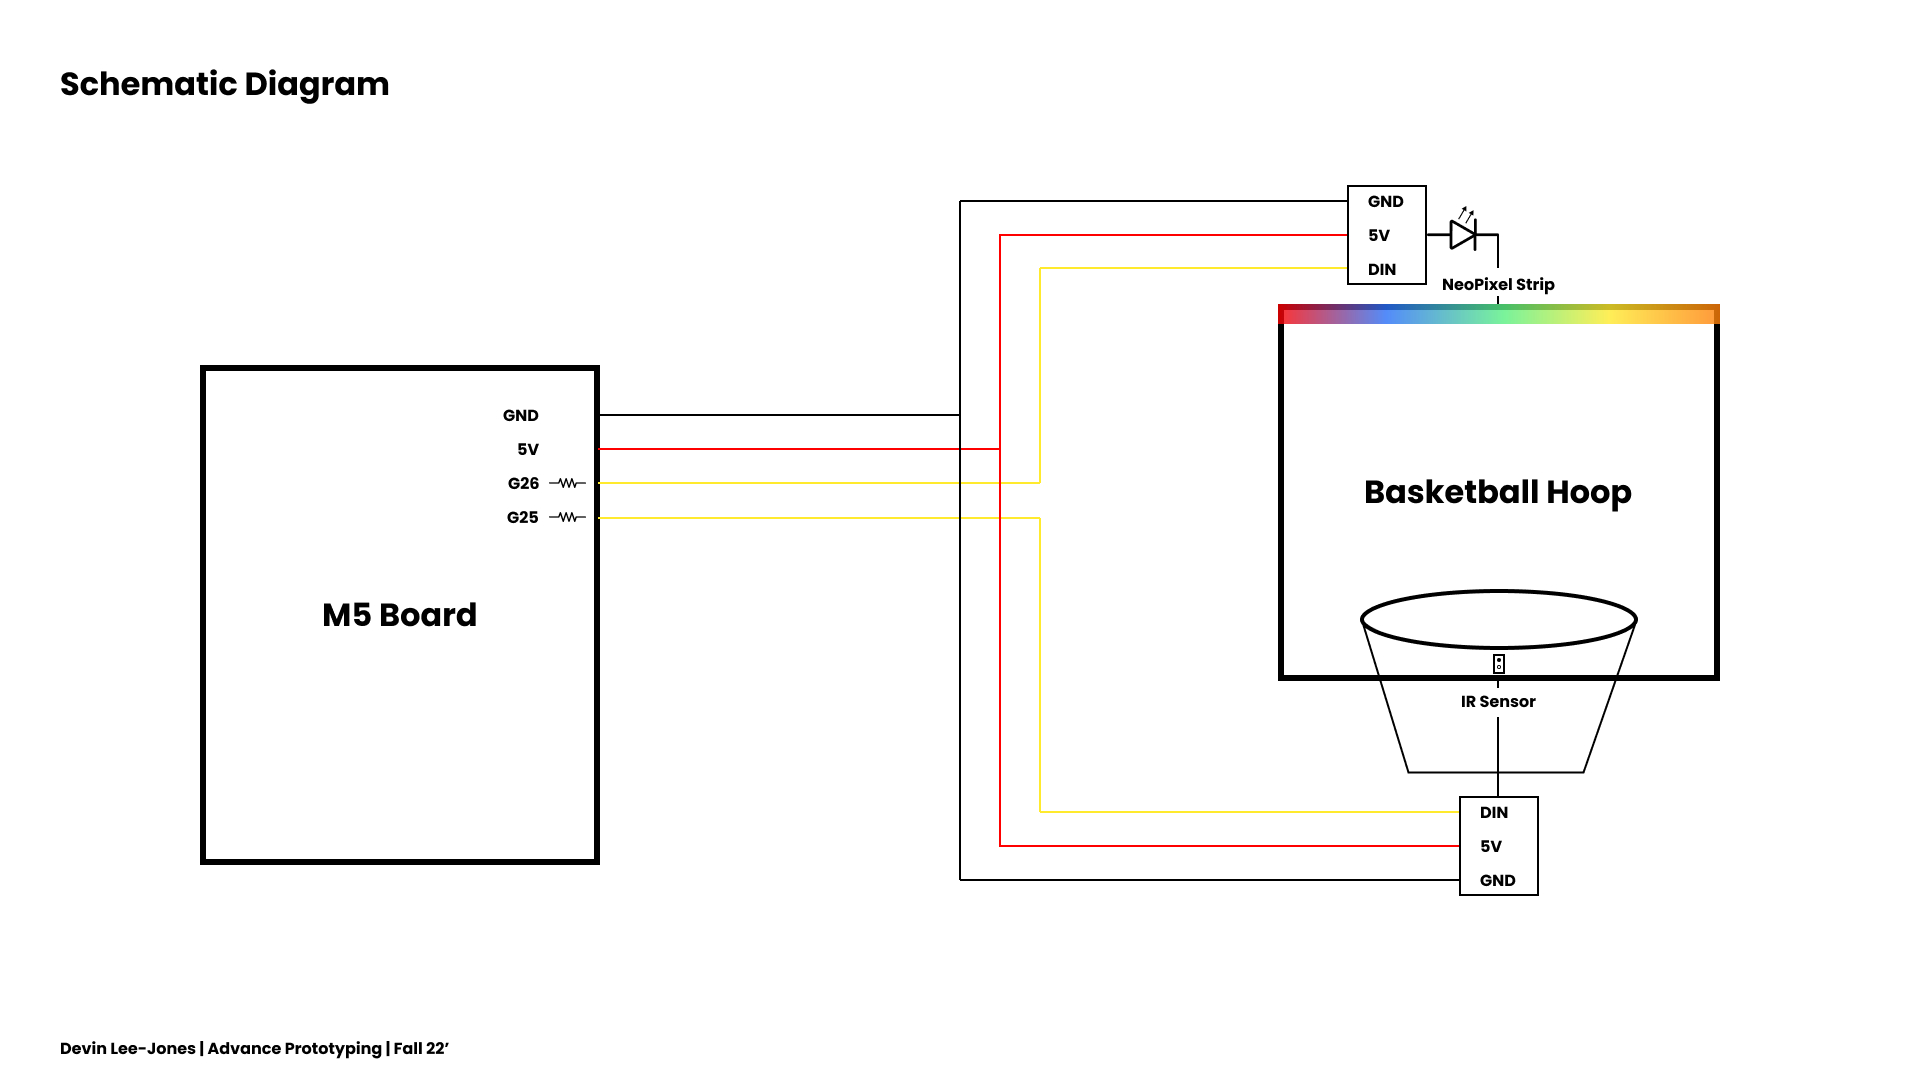 Schematic Diagram
GND
5V
DIN
NeoPixel Strip
GND
5V
G26
G25
M5 Board
Basketball Hoop
IR Sensor
DIN
5V
GND
Devin Lee-Jones | Advance Prototyping | Fall 22’